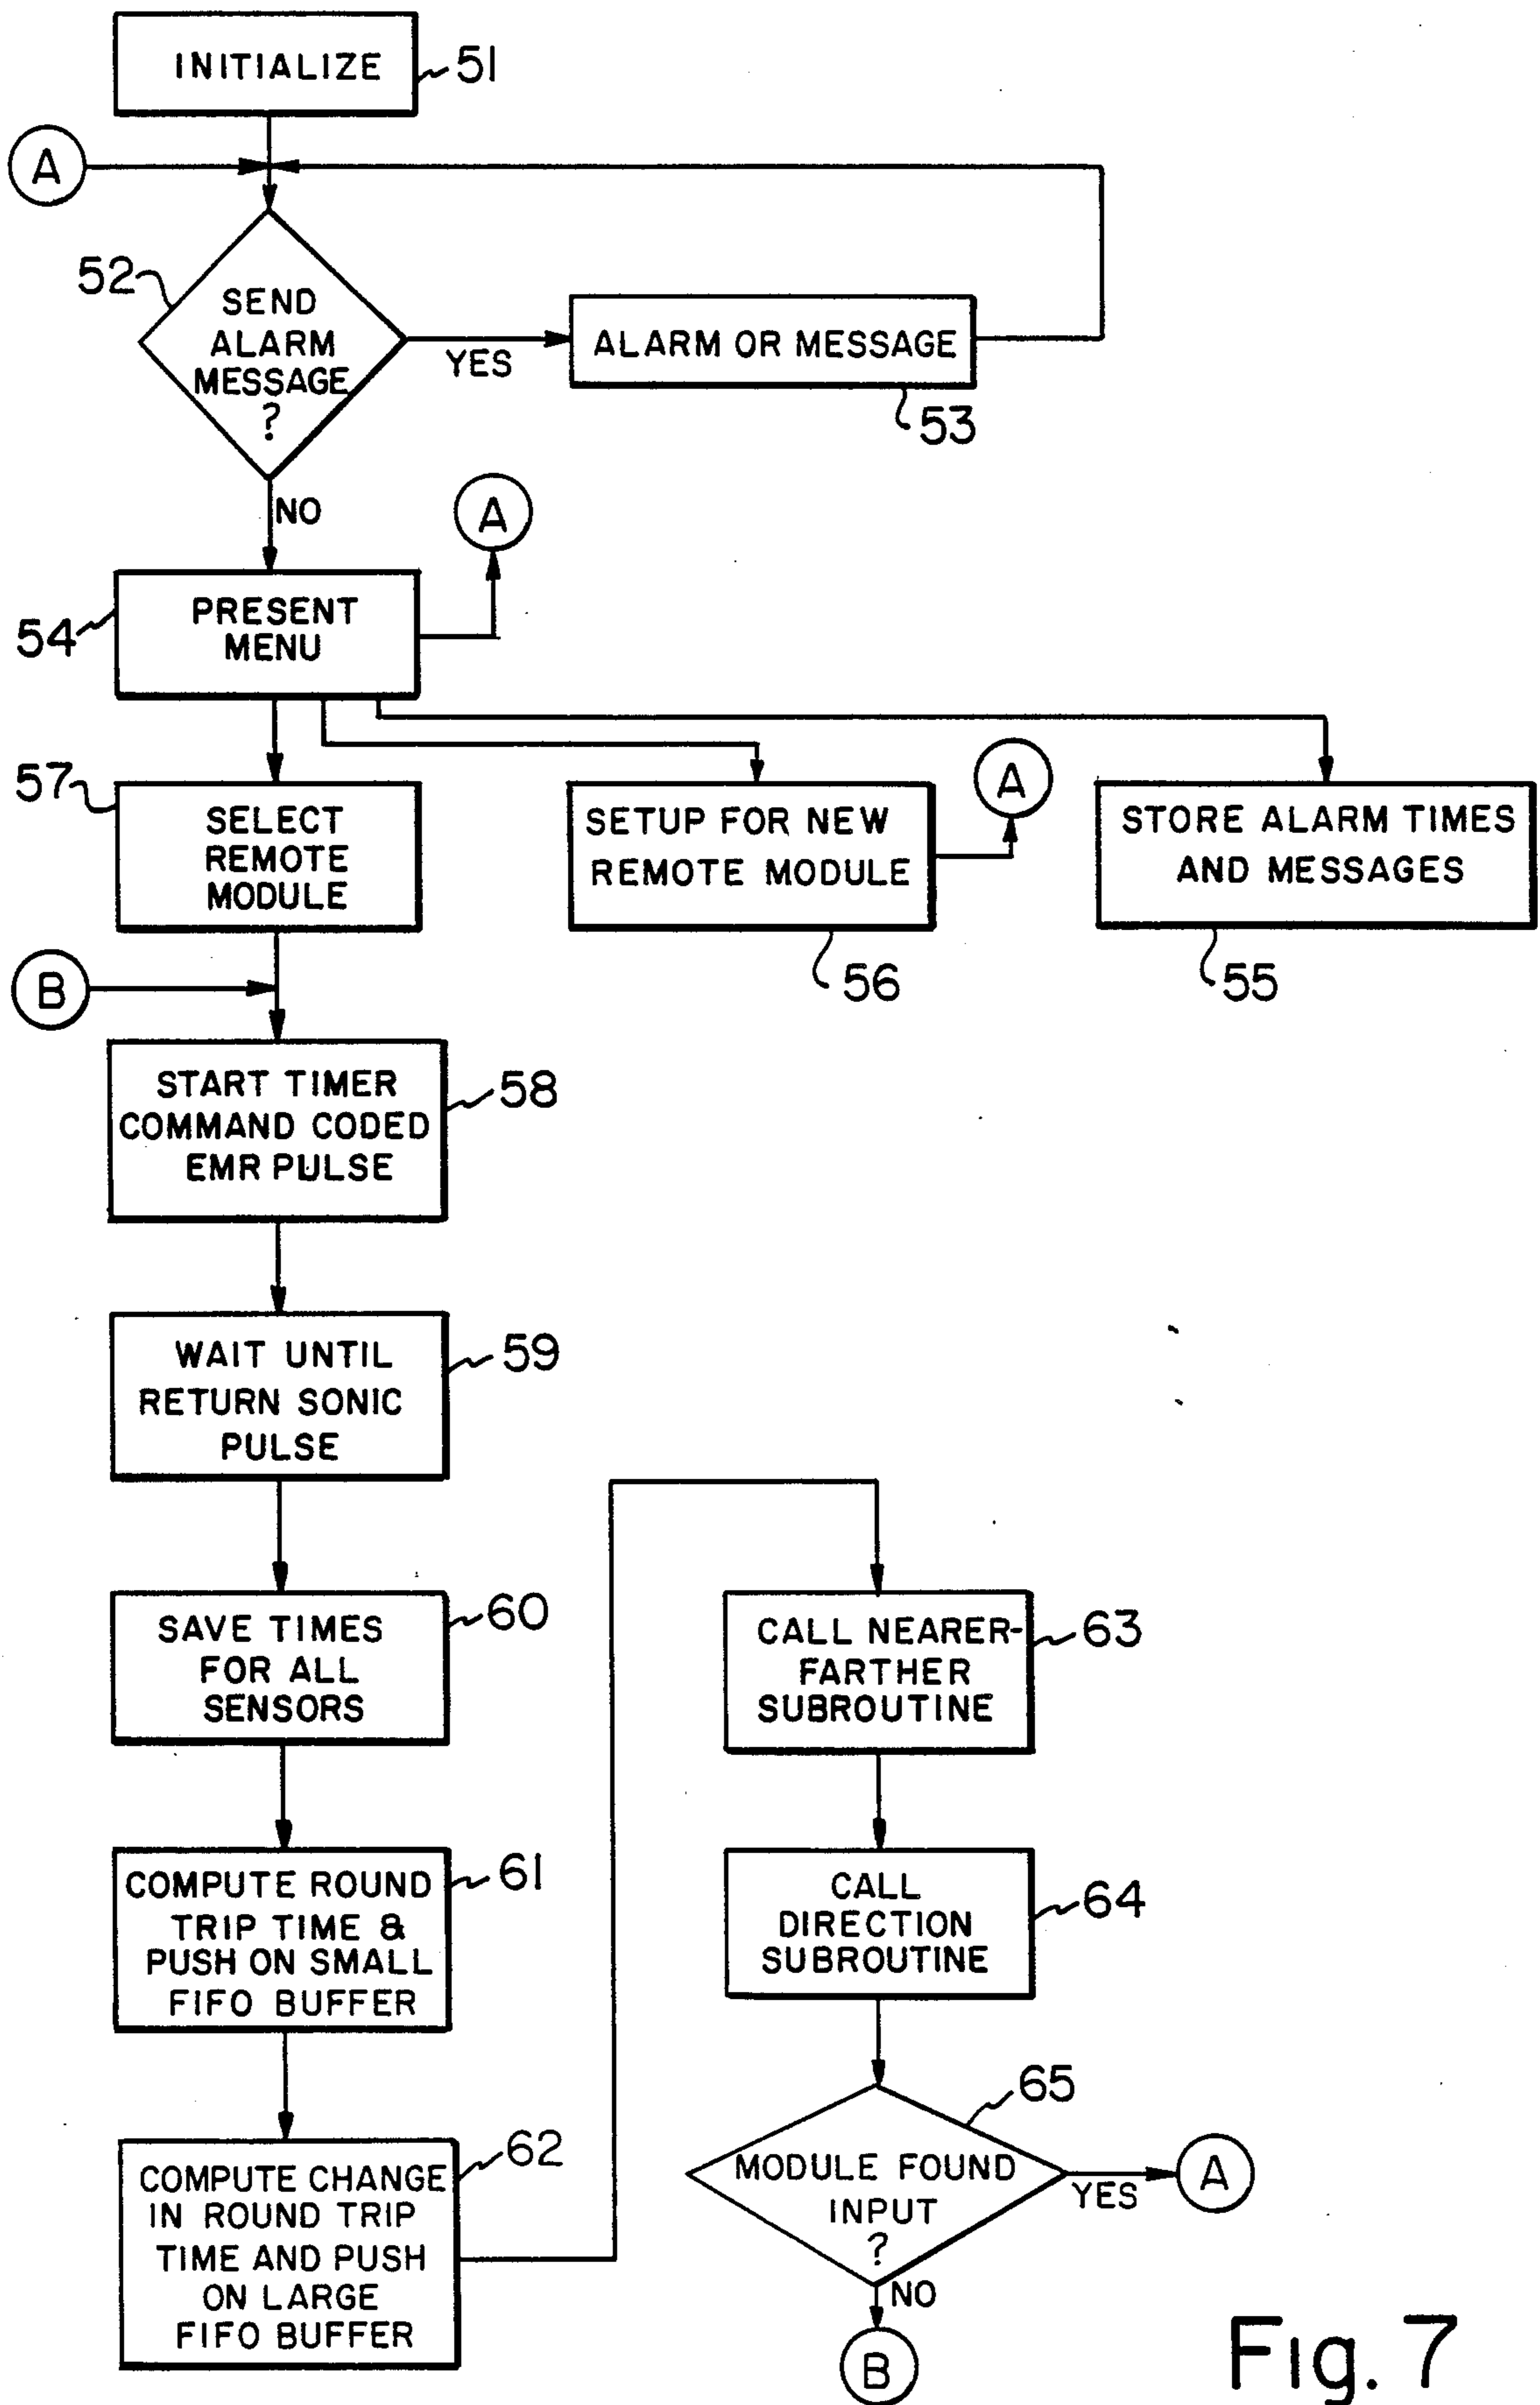 INITIALIZE
51
A
52
SEND
ALARM
MESSAGE
?
YES
ALARM OR MESSAGE
53
NO
A
54
PRESENT
MENU
57
SELECT
REMOTE
MODULE
SETUP FOR NEW
REMOTE MODULE
56
A
STORE ALARM TIMES
AND MESSAGES
55
B
START TIMER
COMMAND CODED
EMR PULSE
58
WAIT UNTIL
RETURN SONIC
PULSE
59
SAVE TIMES
FOR ALL
SENSORS
60
COMPUTE ROUND
TRIP TIME &
PUSH ON SMALL
FIFO BUFFER
61
COMPUTE CHANGE
IN ROUND TRIP
TIME AND PUSH
ON LARGE
FIFO BUFFER
62
CALL NEARER-
FARTHER
SUBROUTINE
63
CALL
DIRECTION
SUBROUTINE
64
65
MODULE FOUND
INPUT
?
YES
A
NO
B
Fig. 7